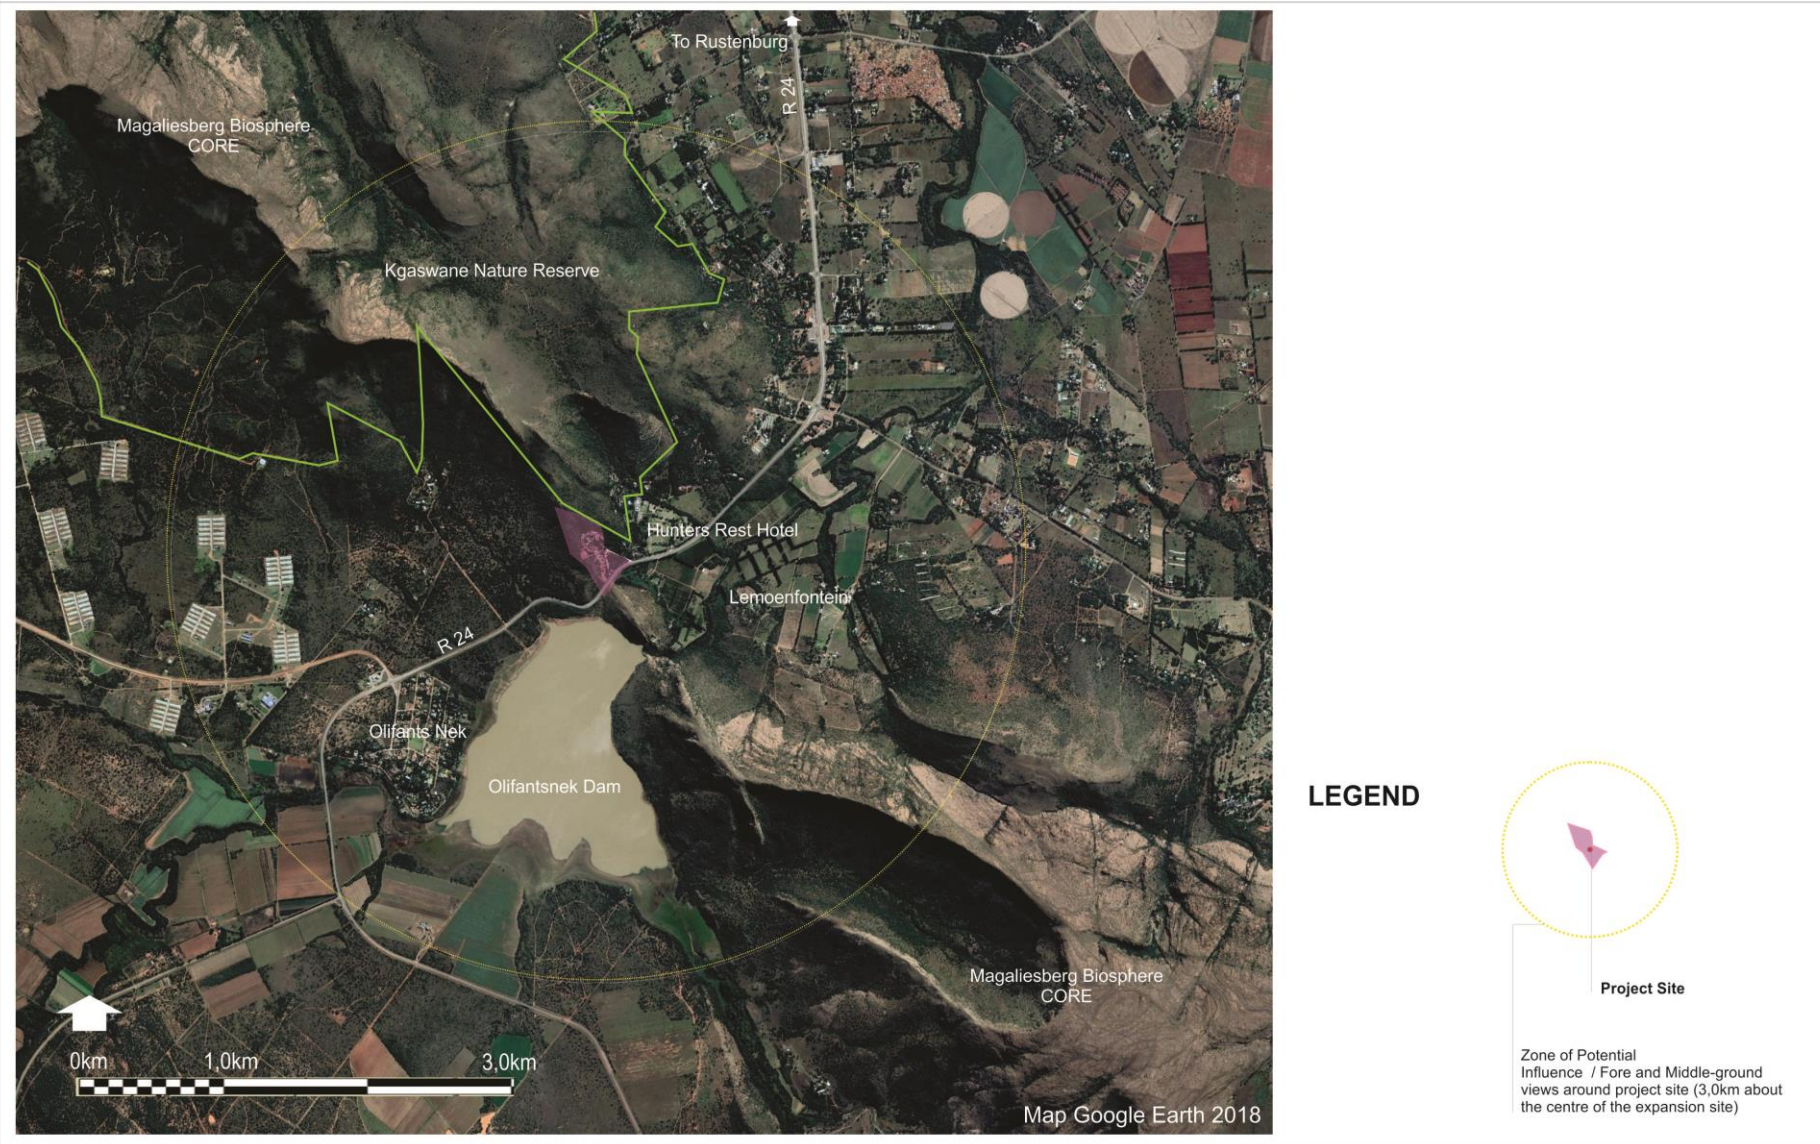 To Rustenburg
R 24
Magaliesberg Biosphere
CORE
Kgaswane Nature Reserve
Hunters Rest Hotel
Lemoenfontein
R 24
Olifants Nek
Olifantsnek Dam
Magaliesberg Biosphere
CORE
0km 1,0km 3,0km
Map Google Earth 2018
LEGEND
Project Site
Zone of Potential
Influence / Fore and Middle-ground
views around project site (3,0km about
the centre of the expansion site)